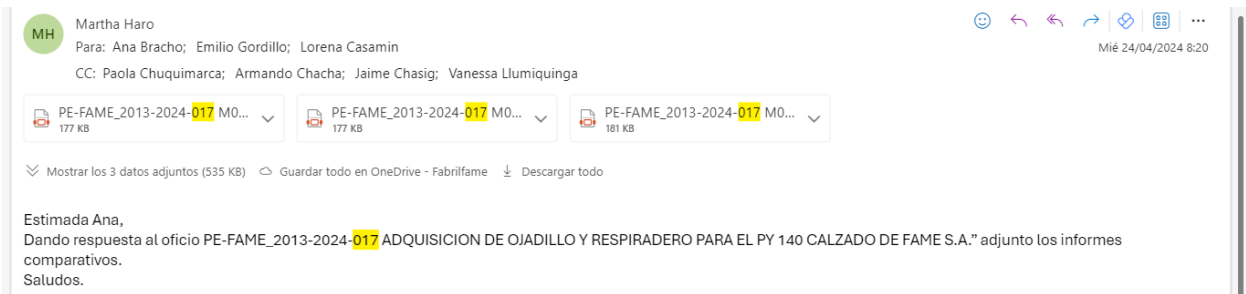 MH
Martha Haro
Para: Ana Bracho; Emilio Gordillo; Lorena Casamin
Mié 24/04/2024 8:20
CC: Paola Chuquimarca; Armando Chacha; Jaime Chasig; Vanessa Llumiquinga
PE-FAME_2013-2024-017 M0...
177 KB
PE-FAME_2013-2024-017 M0...
177 KB
PE-FAME_2013-2024-017 M0...
181 KB
Mostrar los 3 datos adjuntos (535 KB) Guardar todo en OneDrive - Fabrilfame Descargar todo
Estimada Ana,
Dando respuesta al oficio PE-FAME_2013-2024-017 ADQUISICION DE OJADILLO Y RESPIRADERO PARA EL PY 140 CALZADO DE FAME S.A.” adjunto los informes
comparativos.
Saludos.